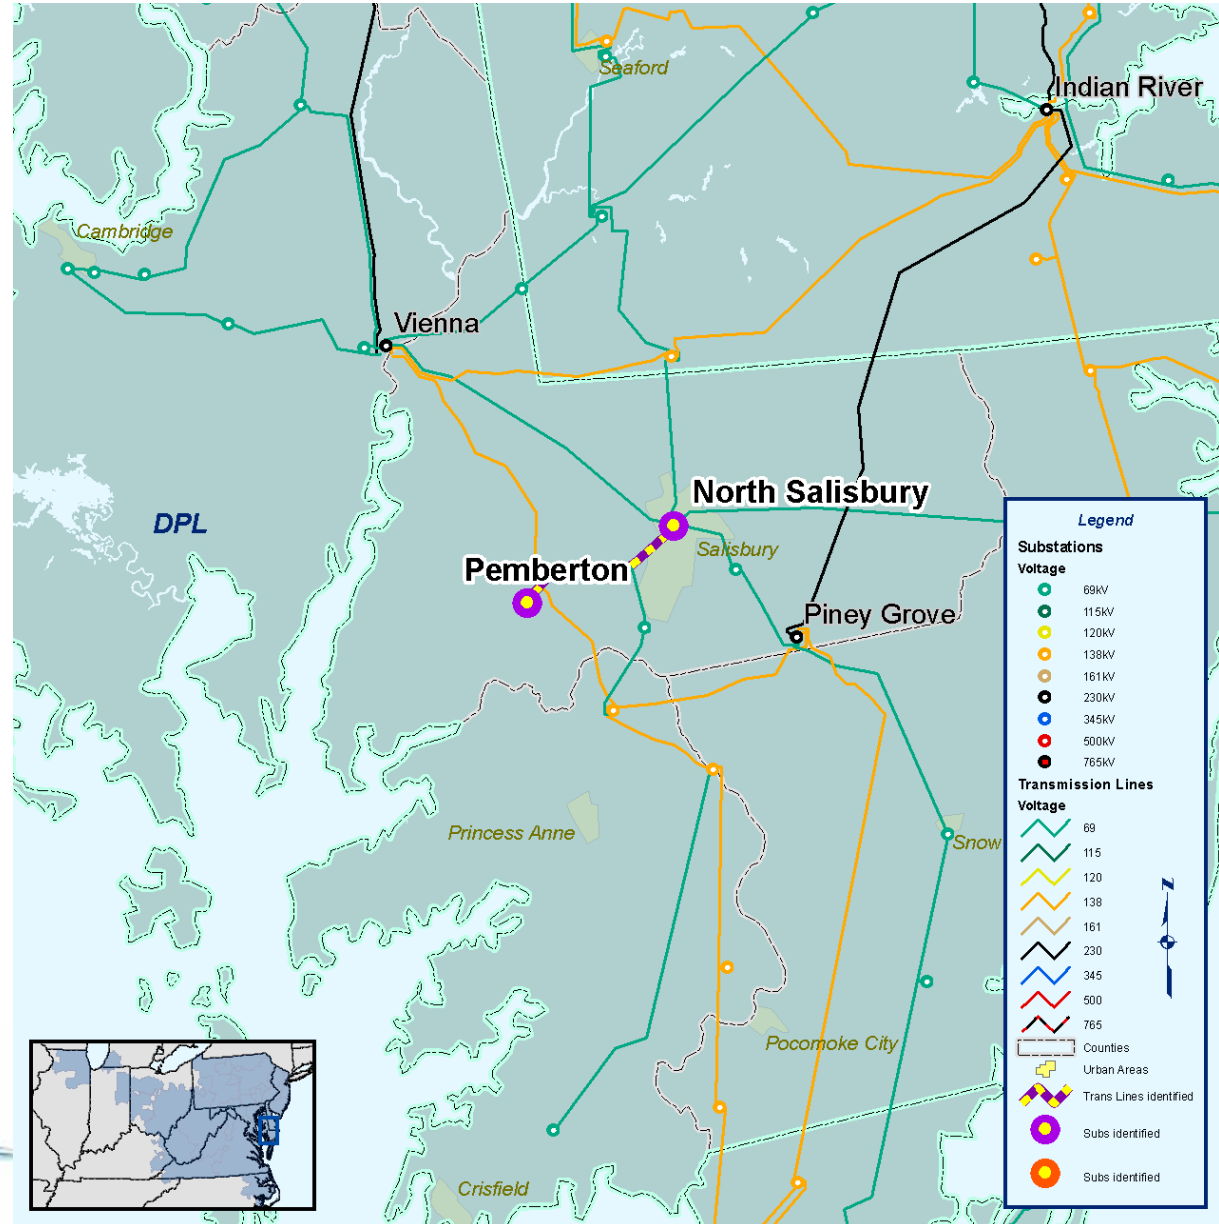 Seaford
Indian River
Cambridge
Vienna
North Salisbury
DPL
Salisbury
Pemberton
Piney Grove
Princess Anne
Snow
Pocomoke City
Crisfield
Legend
Substations
Voltage
69kV
115kV
120kV
138kV
161kV
230kV
345kV
500kV
765kV
Transmission Lines
Voltage
69
115
120
138
161
230
345
500
765
Counties
Urban Areas
Trans Lines identified
Subs identified
Subs identified
N